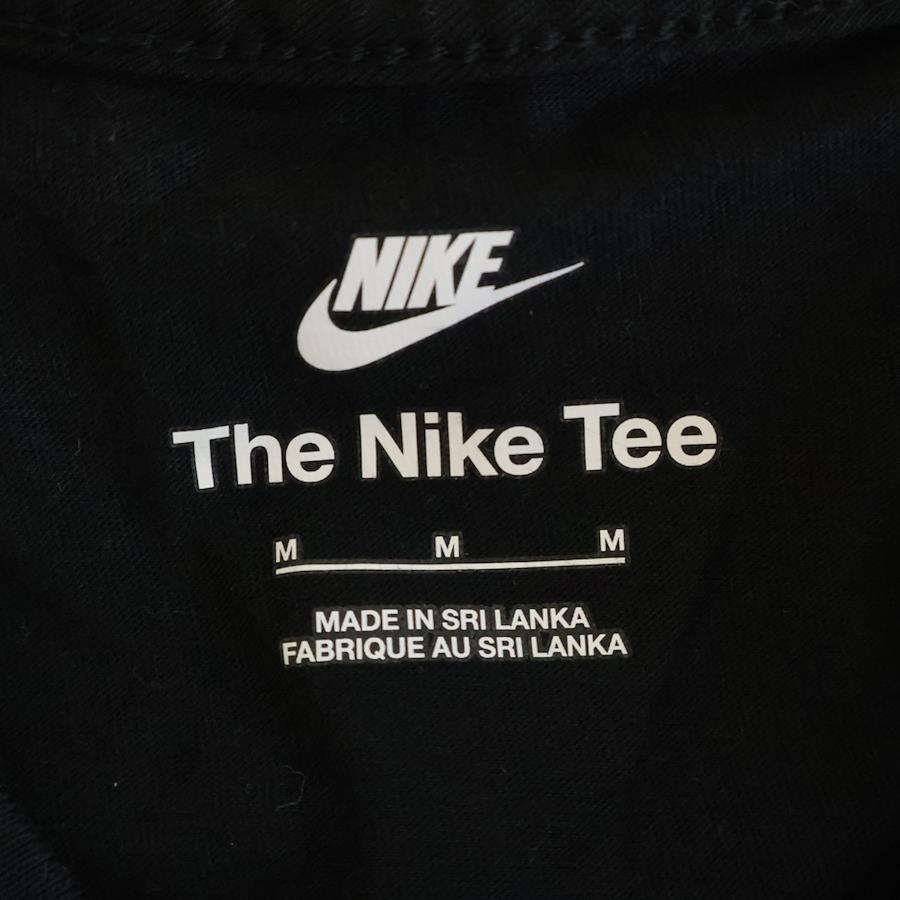 NIKE
The Nike Tee
M M M
MADE IN SRI LANKA
FABRIQUE AU SRI LANKA